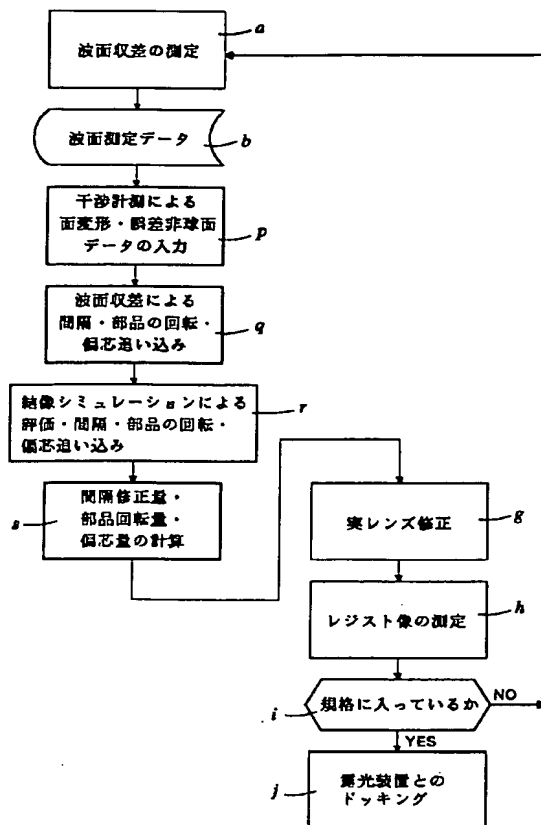 波面収差の測定
a
波面測定データ
b
干渉計測による
面変形・誤差非球面
データの入力
p
波面収差による
間隔・部品の回転・
偏芯追い込み
q
結像シミュレーションによる
評価・間隔・部品の回転・
偏芯追い込み
r
間隔修正量・
部品回転量・
偏芯量の計算
s
実レンズ修正
g
レジスト像の測定
h
規格に入っているか
i
NO
YES
露光装置との
ドッキング
j